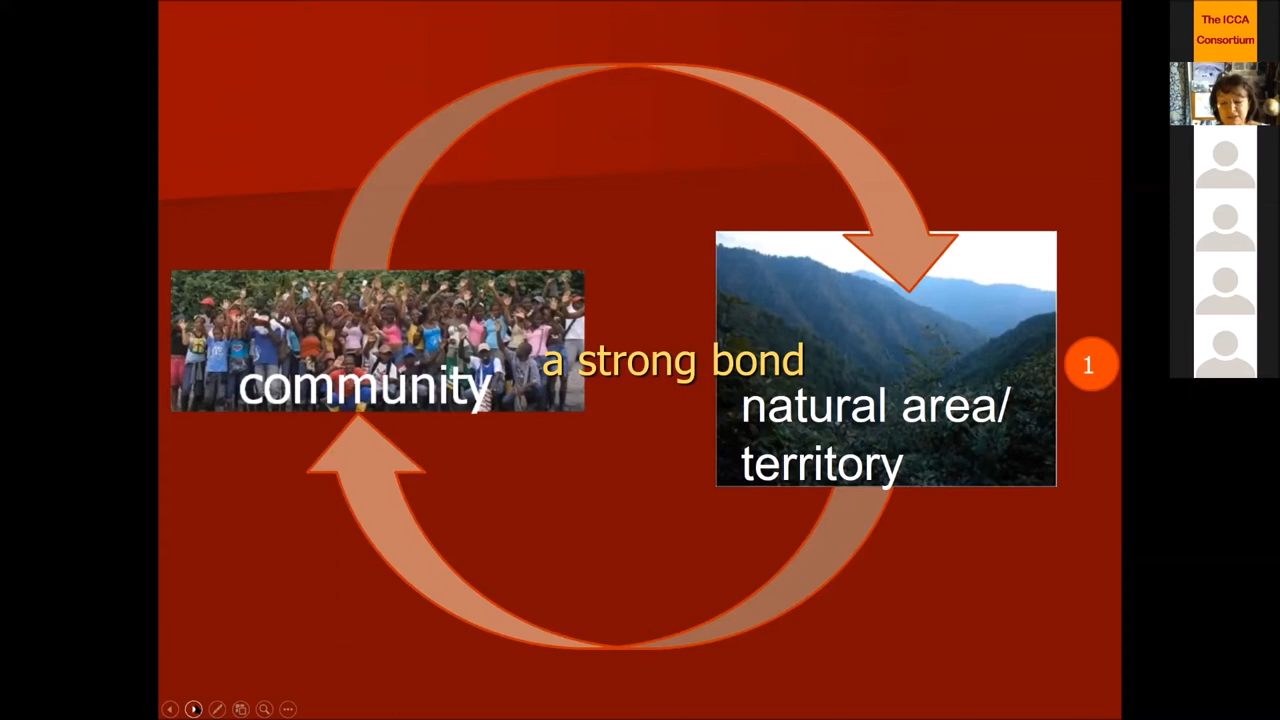 The ICCA
Consortium
community
a strong bond
natural area/
territory
1